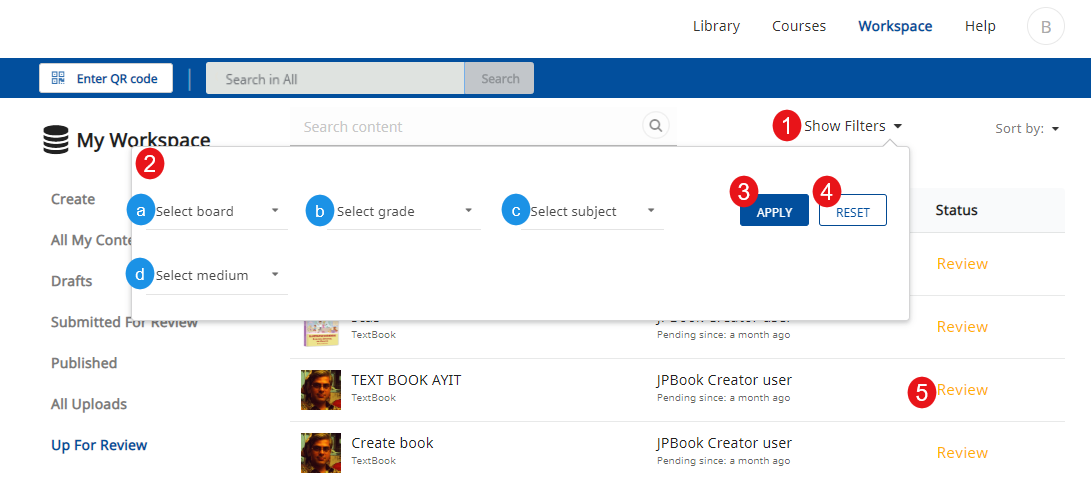 Library Courses Workspace Help B
Enter QR code Search in All Search
My Workspace Search content 1 Show Filters Sort by:
2
3 4
a Select board b Select grade c Select subject APPLY RESET
d Select medium
Create
All My Conte
Drafts
Submitted For Review
Published
All Uploads
Up For Review
Status
Review
JPBook Creator user Review
TextBook Pending since: a month ago
TEXT BOOK AYIT JPBook Creator user 5 Review
TextBook Pending since: a month ago
Create book JPBook Creator user Review
TextBook Pending since: a month ago